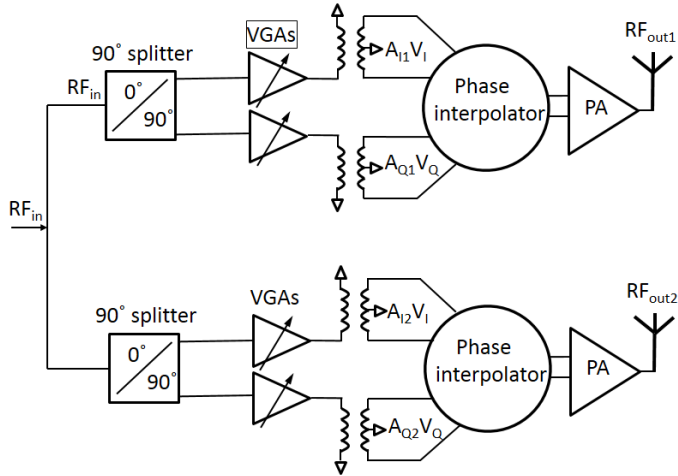 90° splitter
VGAs
RF_in
0°
90°
A_I1V_I
Phase
interpolator
PA
RF_out1
A_Q1V_Q
RF_in
90° splitter
VGAs
0°
90°
A_I2V_I
Phase
interpolator
PA
RF_out2
A_Q2V_Q